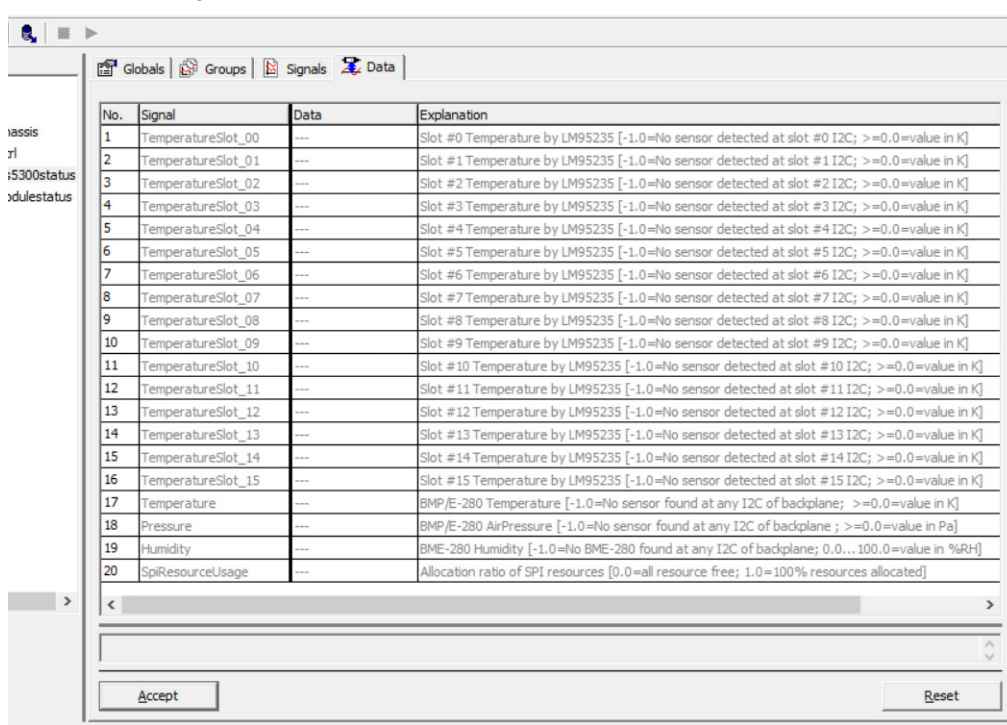 Globals Groups Signals Data
No. Signal Data Explanation
1 TemperatureSlot_00 --- Slot #0 Temperature by LM95235 [-1.0=No sensor detected at slot #0 I2C; >=0.0=value in K]
2 TemperatureSlot_01 --- Slot #1 Temperature by LM95235 [-1.0=No sensor detected at slot #1 I2C; >=0.0=value in K]
3 TemperatureSlot_02 --- Slot #2 Temperature by LM95235 [-1.0=No sensor detected at slot #2 I2C; >=0.0=value in K]
4 TemperatureSlot_03 --- Slot #3 Temperature by LM95235 [-1.0=No sensor detected at slot #3 I2C; >=0.0=value in K]
5 TemperatureSlot_04 --- Slot #4 Temperature by LM95235 [-1.0=No sensor detected at slot #4 I2C; >=0.0=value in K]
6 TemperatureSlot_05 --- Slot #5 Temperature by LM95235 [-1.0=No sensor detected at slot #5 I2C; >=0.0=value in K]
7 TemperatureSlot_06 --- Slot #6 Temperature by LM95235 [-1.0=No sensor detected at slot #6 I2C; >=0.0=value in K]
8 TemperatureSlot_07 --- Slot #7 Temperature by LM95235 [-1.0=No sensor detected at slot #7 I2C; >=0.0=value in K]
9 TemperatureSlot_08 --- Slot #8 Temperature by LM95235 [-1.0=No sensor detected at slot #8 I2C; >=0.0=value in K]
10 TemperatureSlot_09 --- Slot #9 Temperature by LM95235 [-1.0=No sensor detected at slot #9 I2C; >=0.0=value in K]
11 TemperatureSlot_10 --- Slot #10 Temperature by LM95235 [-1.0=No sensor detected at slot #10 I2C; >=0.0=value in K]
12 TemperatureSlot_11 --- Slot #11 Temperature by LM95235 [-1.0=No sensor detected at slot #11 I2C; >=0.0=value in K]
13 TemperatureSlot_12 --- Slot #12 Temperature by LM95235 [-1.0=No sensor detected at slot #12 I2C; >=0.0=value in K]
14 TemperatureSlot_13 --- Slot #13 Temperature by LM95235 [-1.0=No sensor detected at slot #13 I2C; >=0.0=value in K]
15 TemperatureSlot_14 --- Slot #14 Temperature by LM95235 [-1.0=No sensor detected at slot #14 I2C; >=0.0=value in K]
16 TemperatureSlot_15 --- Slot #15 Temperature by LM95235 [-1.0=No sensor detected at slot #15 I2C; >=0.0=value in K]
17 Temperature --- BMP/E-280 Temperature [-1.0=No sensor found at any I2C of backplane; >=0.0=value in K]
18 Pressure --- BMP/E-280 AirPressure [-1.0=No sensor found at any I2C of backplane ; >=0.0=value in Pa]
19 Humidity --- BME-280 Humidity [-1.0=No BME-280 found at any I2C of backplane; 0.0...100.0=value in %RH]
20 SpiResourceUsage --- Allocation ratio of SPI resources [0.0=all resource free; 1.0=100% resources allocated]
assis
rl
s5300status
odulestatus
Accept Reset